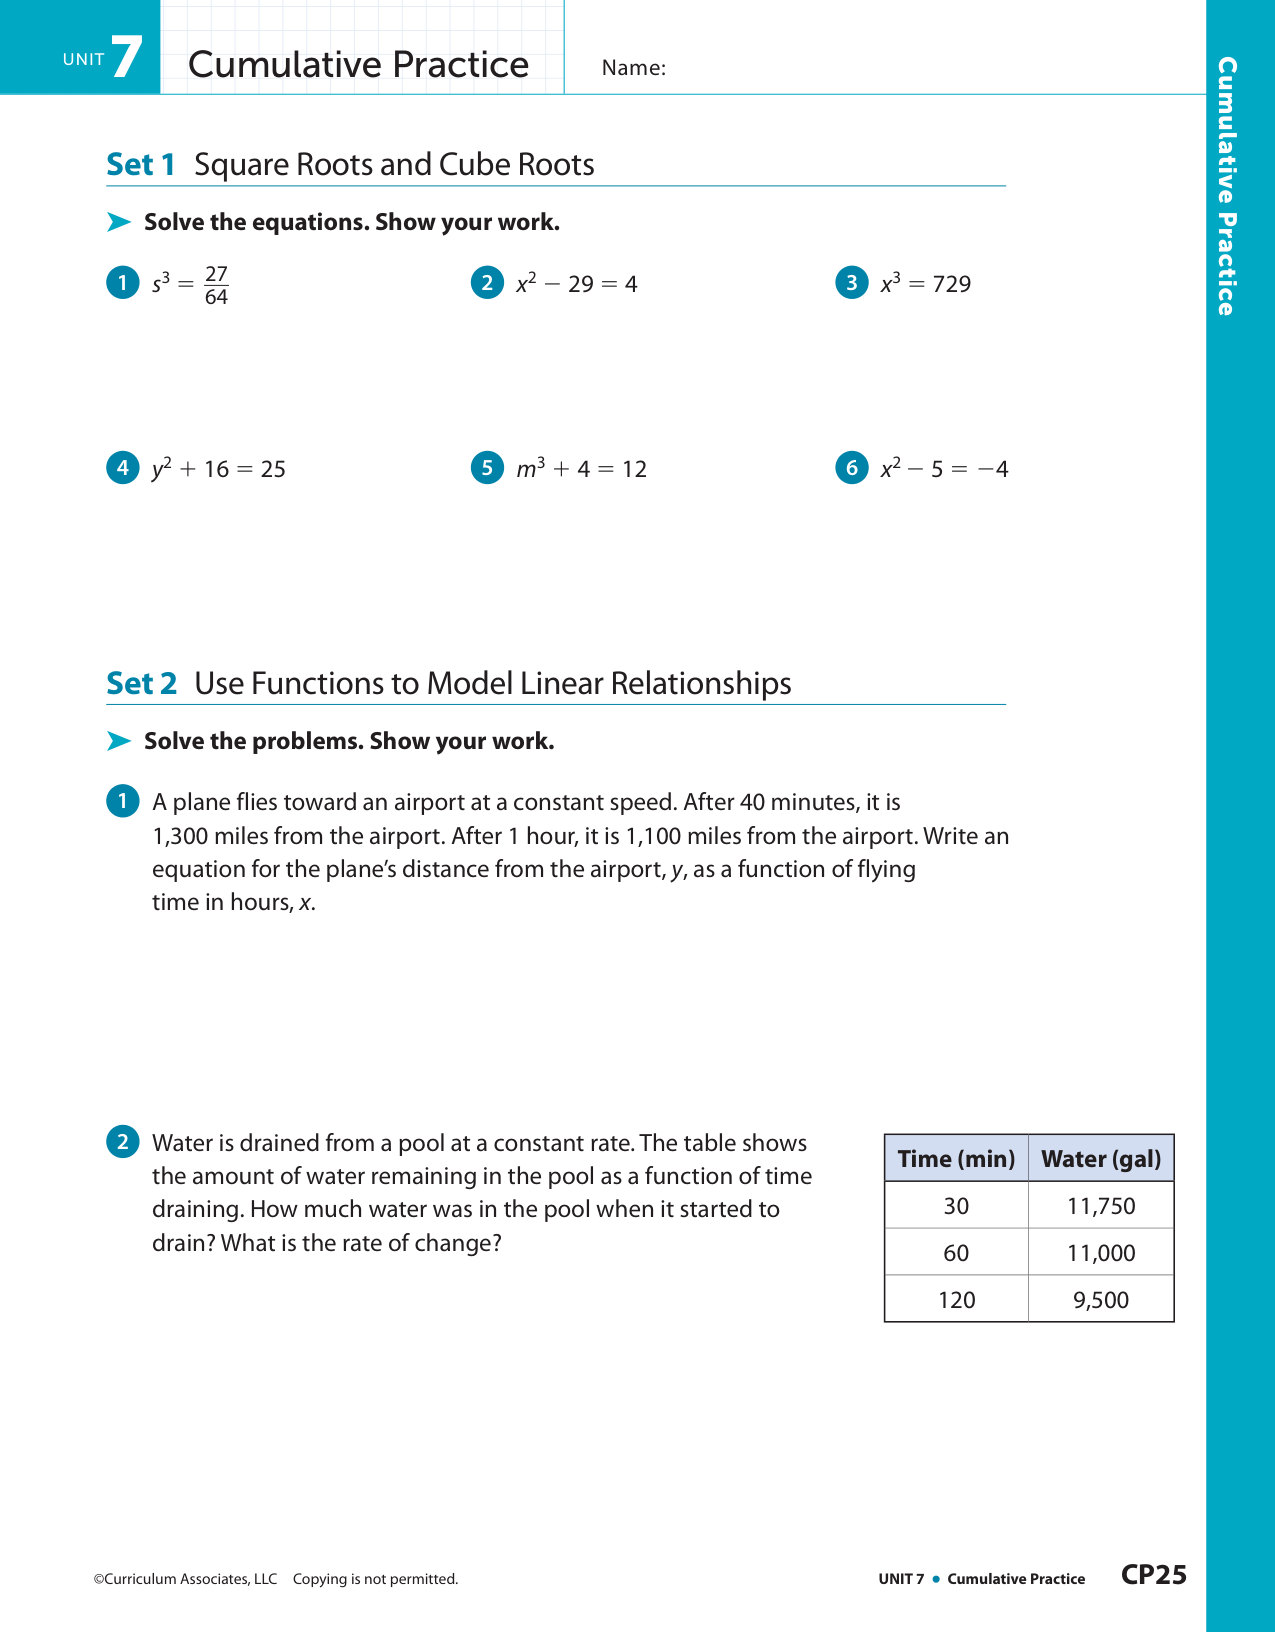 UNIT 7
Cumulative Practice
Name:
Cumulative Practice
Set 1 Square Roots and Cube Roots
➤ Solve the equations. Show your work.
1 s³ = 27/64
2 x² − 29 = 4
3 x³ = 729
4 y² + 16 = 25
5 m³ + 4 = 12
6 x² − 5 = −4
Set 2 Use Functions to Model Linear Relationships
➤ Solve the problems. Show your work.
1 A plane flies toward an airport at a constant speed. After 40 minutes, it is
1,300 miles from the airport. After 1 hour, it is 1,100 miles from the airport. Write an
equation for the plane’s distance from the airport, y, as a function of flying
time in hours, x.
2 Water is drained from a pool at a constant rate. The table shows
the amount of water remaining in the pool as a function of time
draining. How much water was in the pool when it started to
drain? What is the rate of change?
Time (min) Water (gal)
30 11,750
60 11,000
120 9,500
©Curriculum Associates, LLC Copying is not permitted.
UNIT 7 • Cumulative Practice CP25